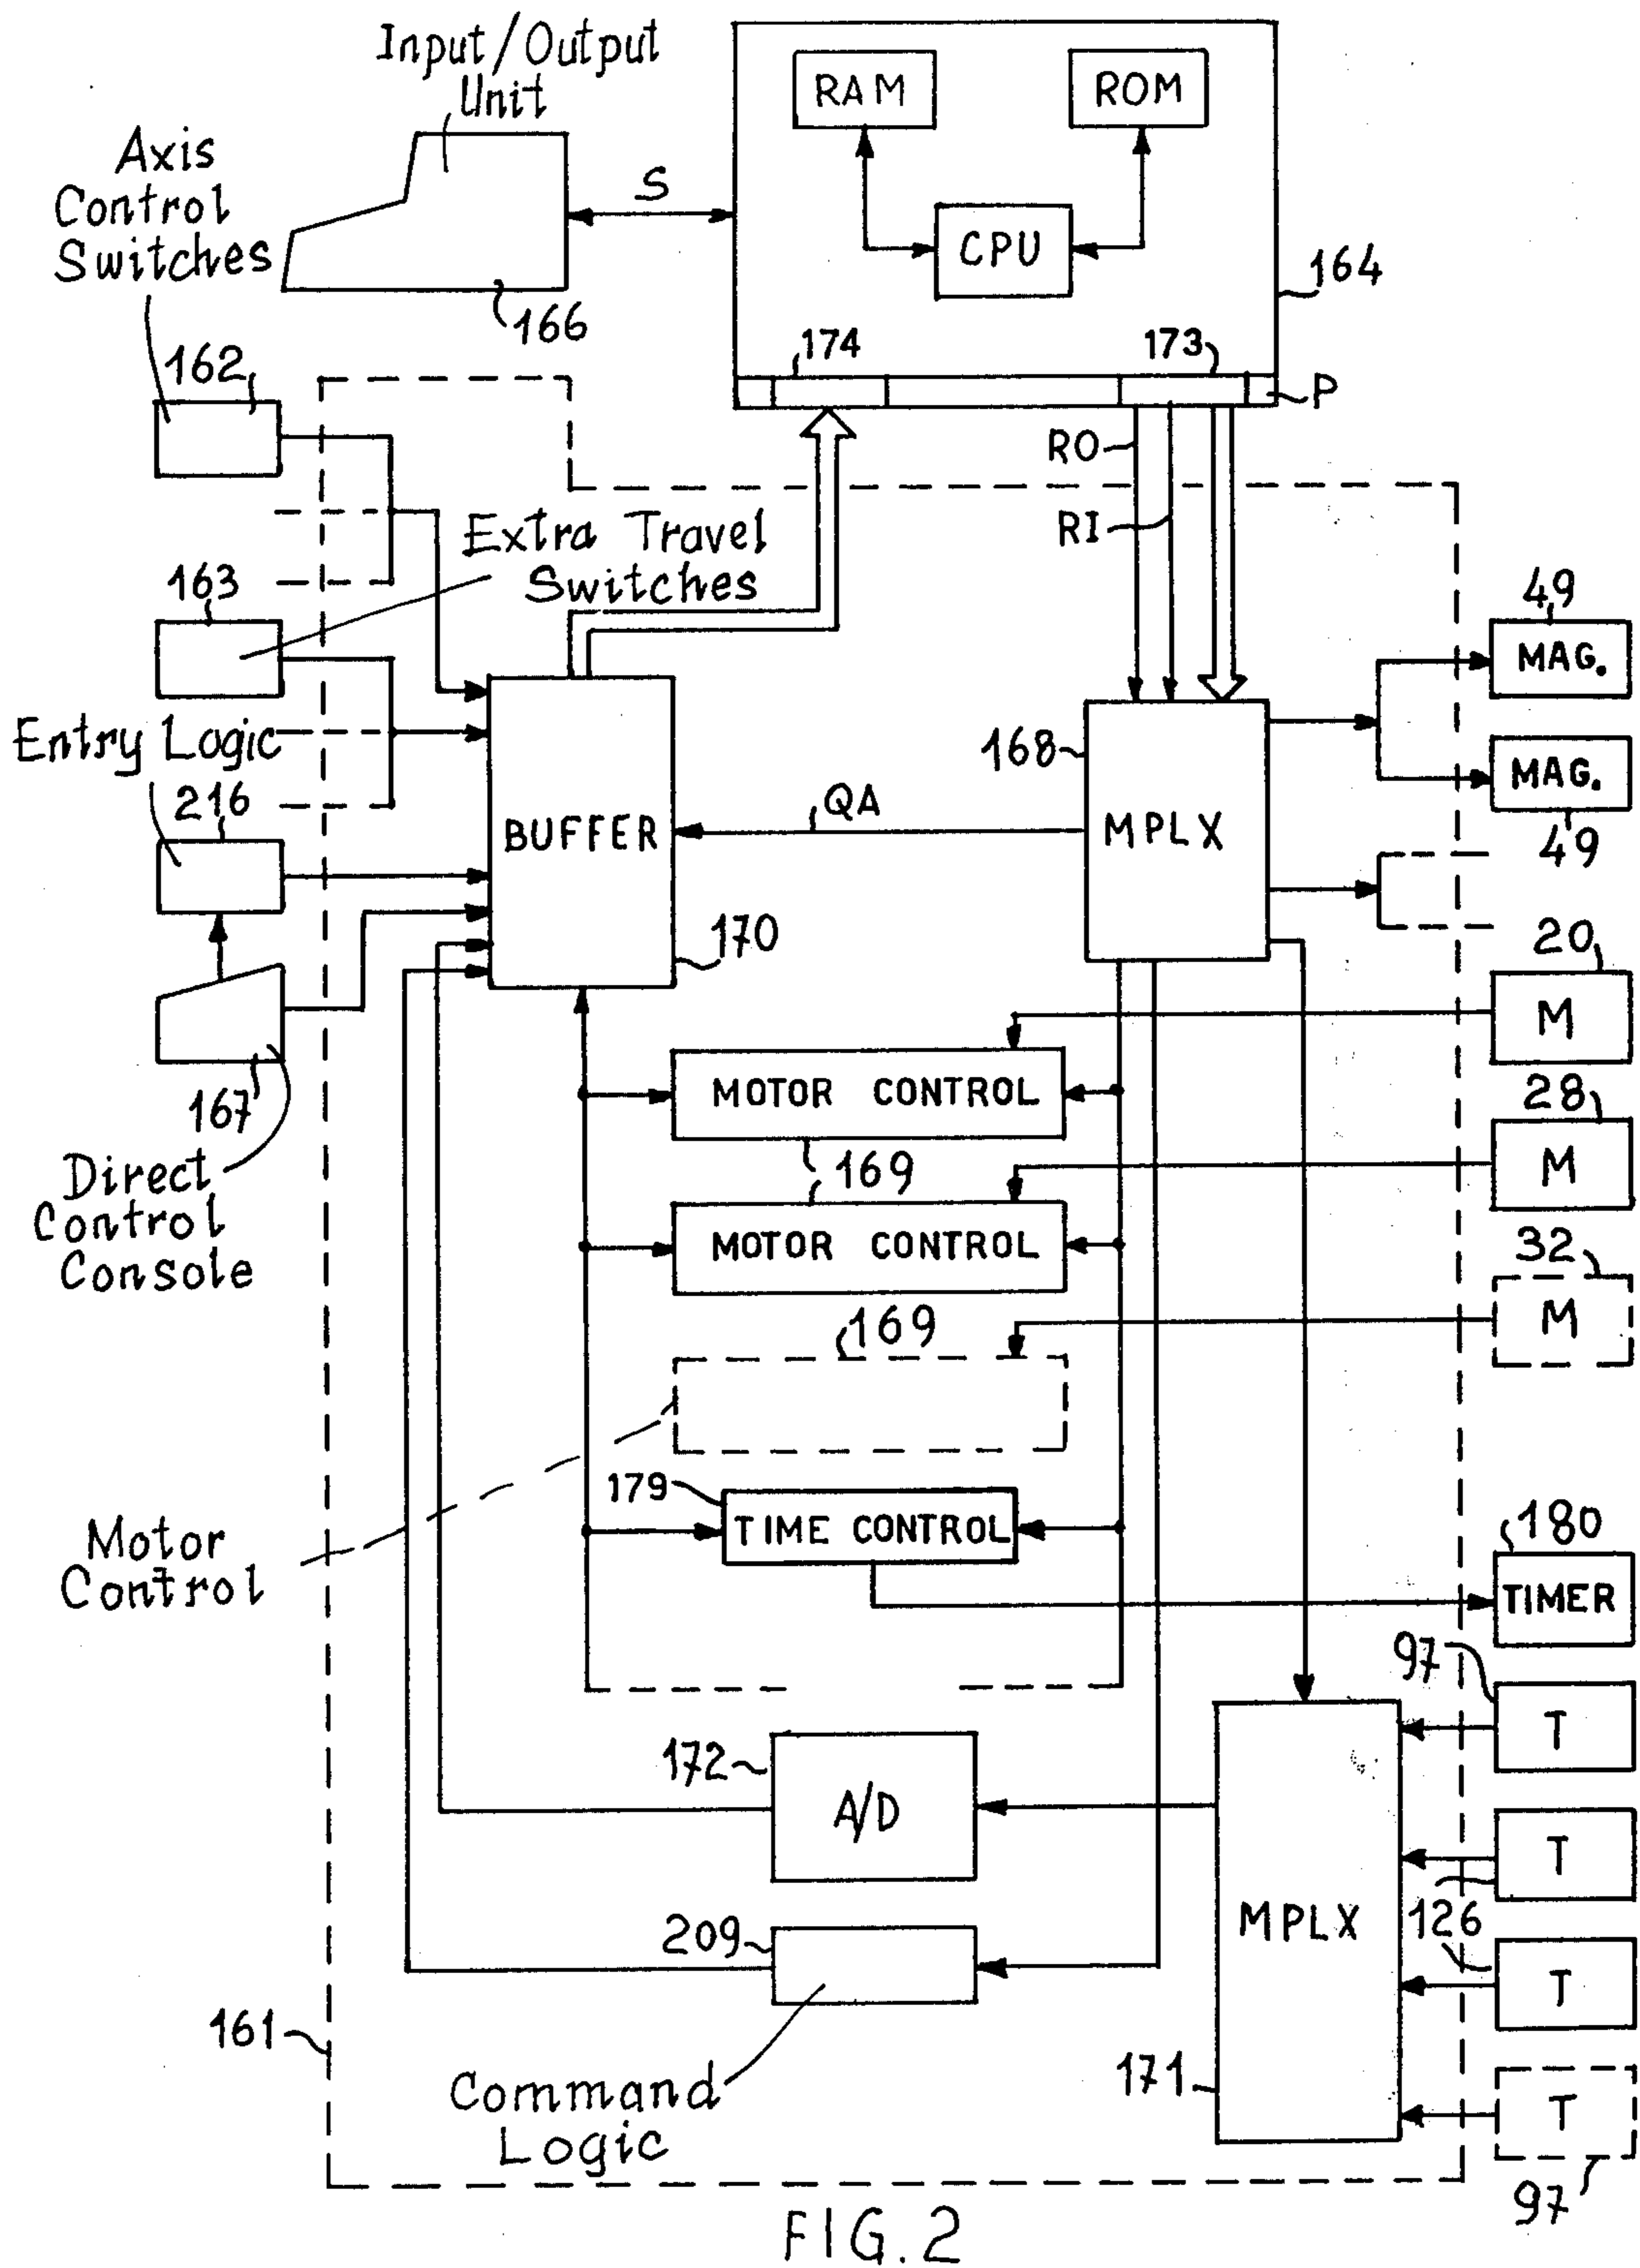 Input/Output
Unit
Axis
Control
Switches
S
RAM
ROM
CPU
164
166
174
173
P
162
RO
RI
Extra Travel
Switches
163
49
MAG.
Entry Logic
168
MAG.
216
QA
BUFFER
MPLX
49
170
20
M
167
MOTOR CONTROL
28
Direct
Control
Console
169
M
MOTOR CONTROL
32
M
169
179
Motor
Control
TIME CONTROL
180
TIMER
97
T
172
A/D
T
MPLX
126
209
T
161
171
Command
Logic
T
97
FIG. 2